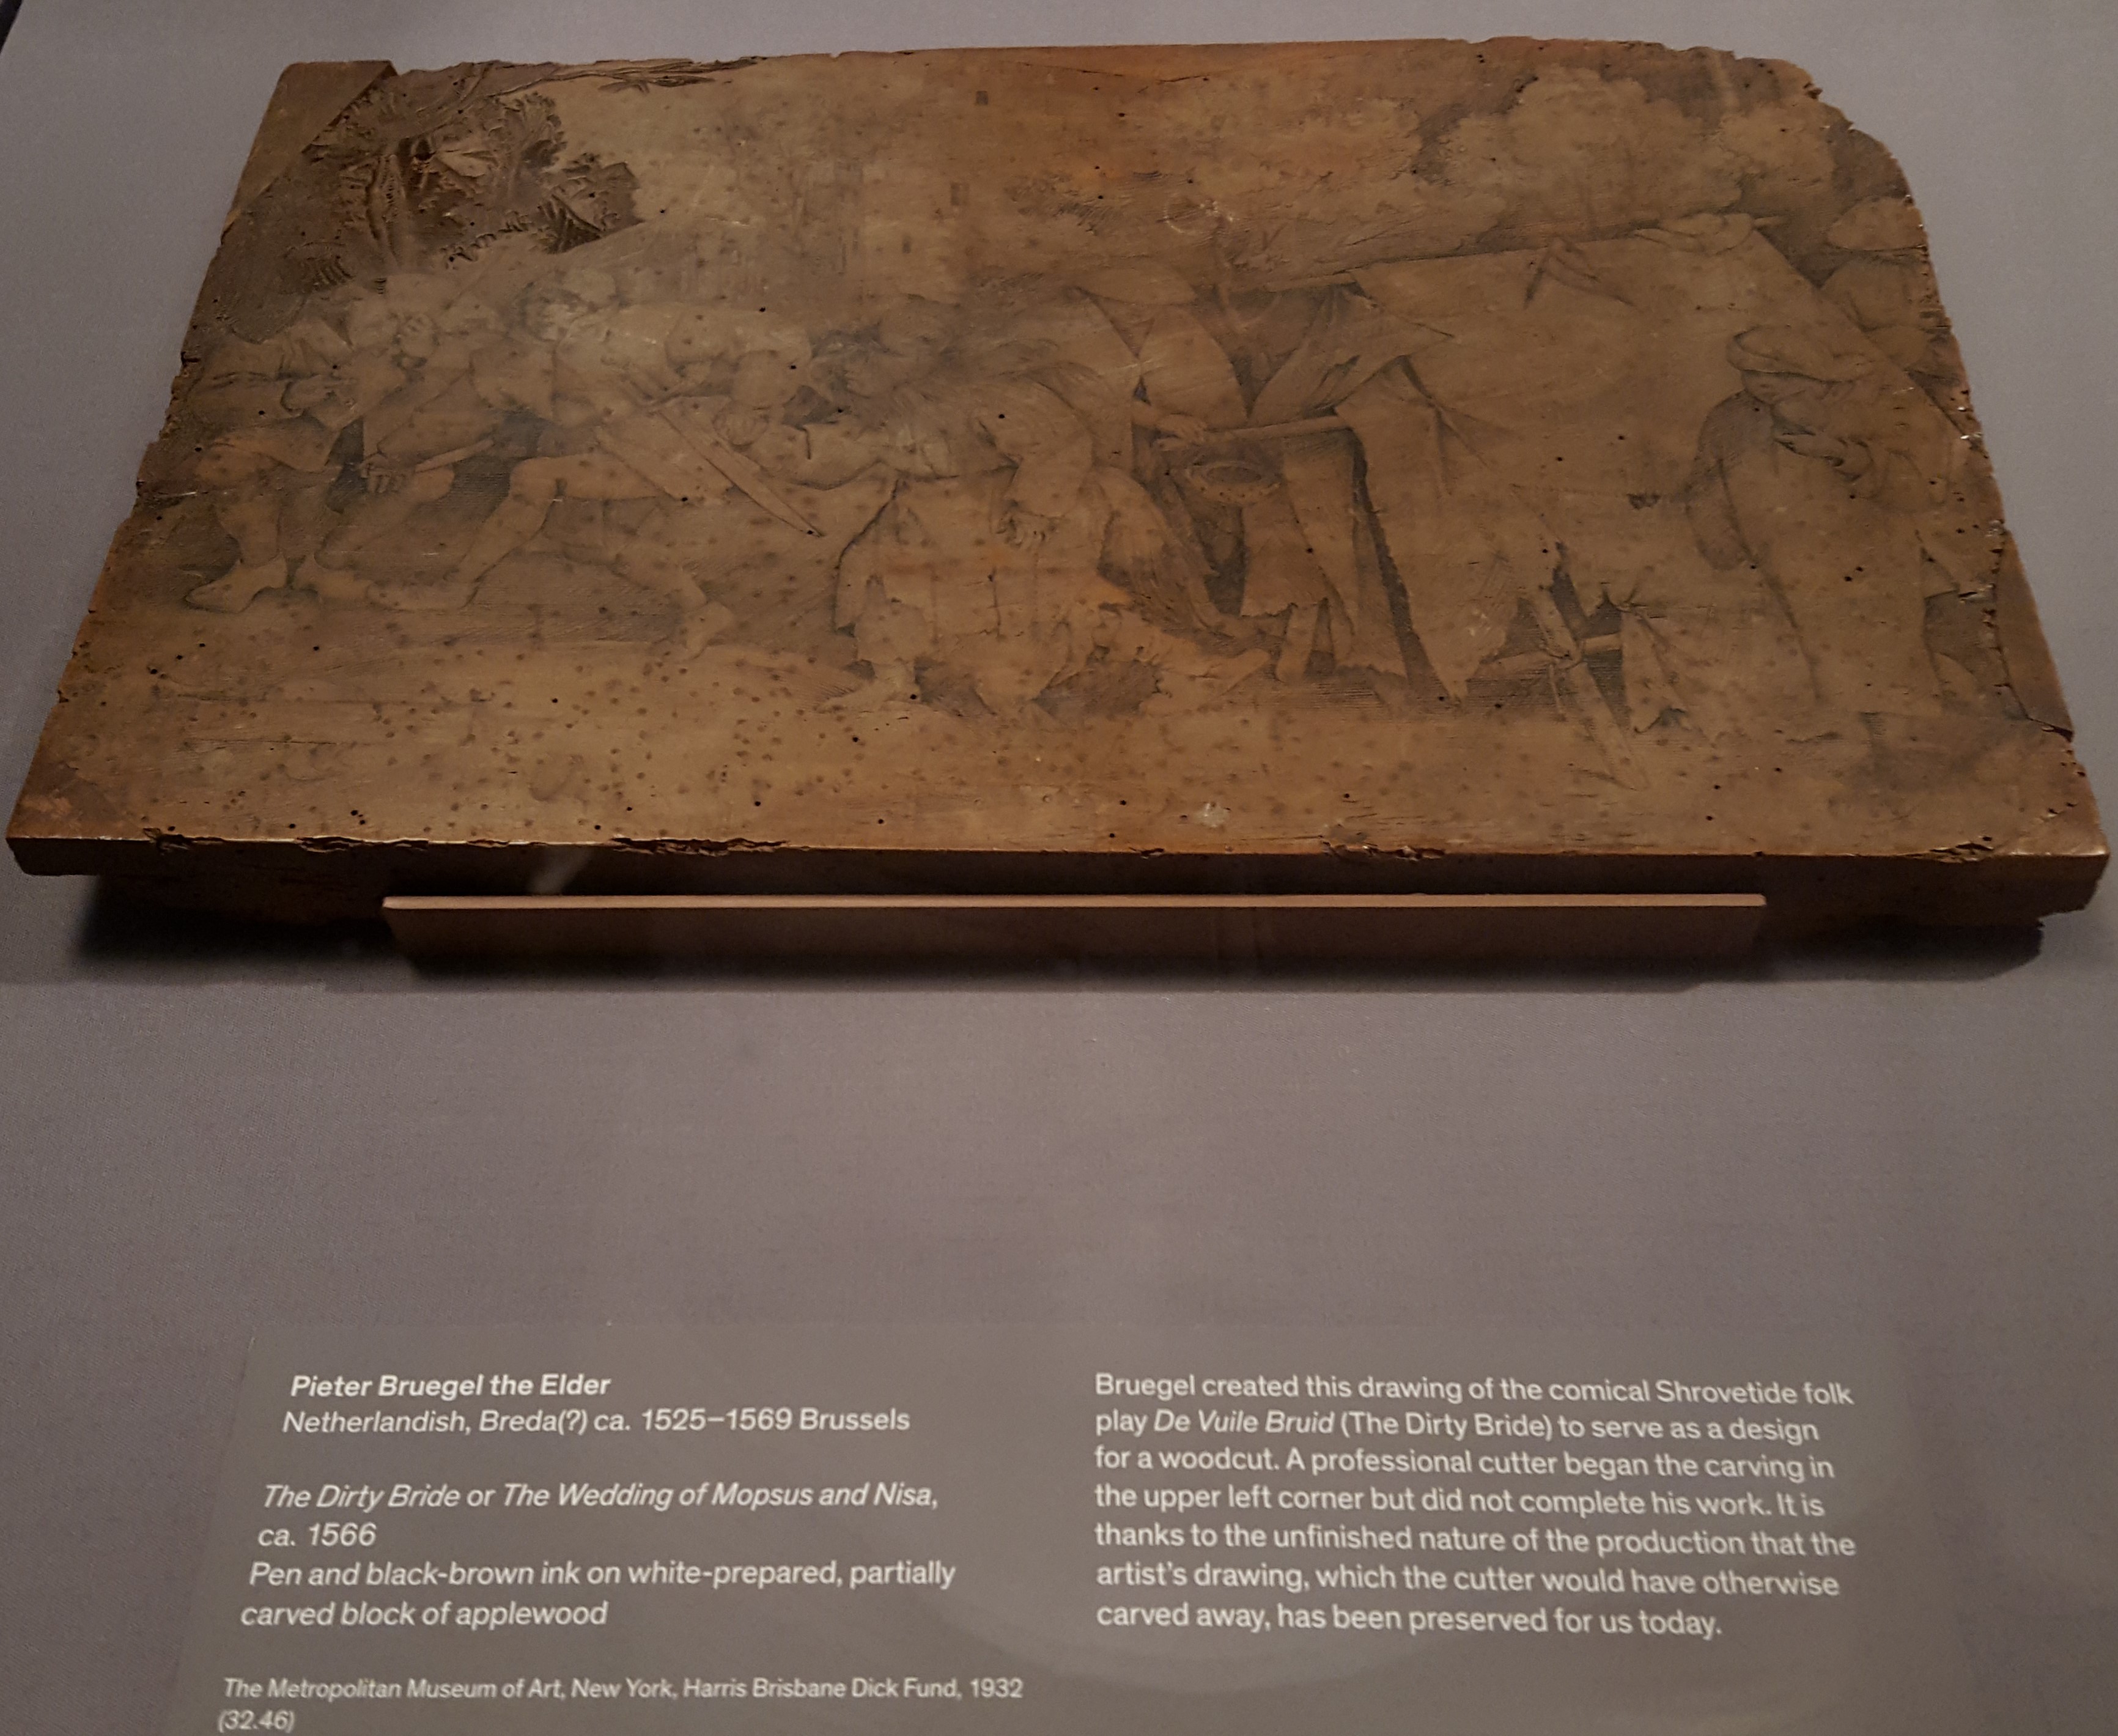 Pieter Bruegel the Elder
Netherlandish, Breda(?) ca. 1525–1569 Brussels
The Dirty Bride or The Wedding of Mopsus and Nisa,
ca. 1566
Pen and black-brown ink on white-prepared, partially
carved block of applewood
The Metropolitan Museum of Art, New York, Harris Brisbane Dick Fund, 1932
(32.46)
Bruegel created this drawing of the comical Shrovetide folk
play De Vuile Bruid (The Dirty Bride) to serve as a design
for a woodcut. A professional cutter began the carving in
the upper left corner but did not complete his work. It is
thanks to the unfinished nature of the production that the
artist's drawing, which the cutter would have otherwise
carved away, has been preserved for us today.